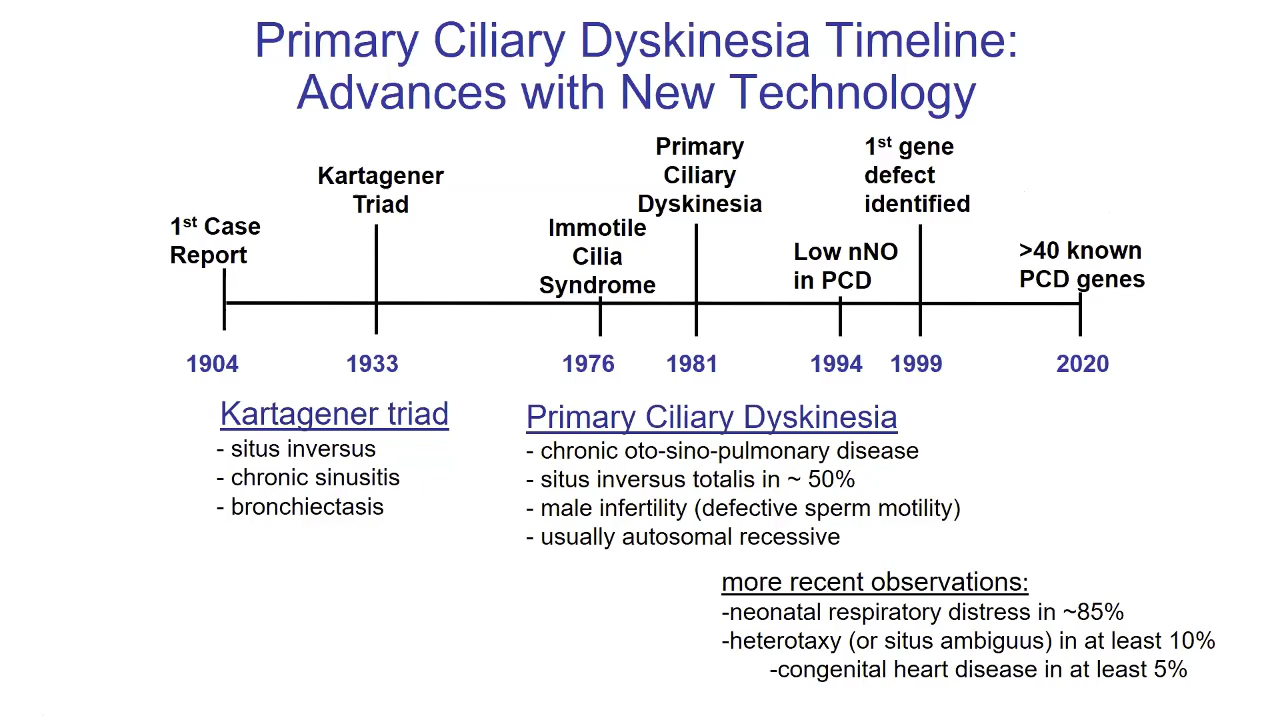 Primary Ciliary Dyskinesia Timeline:
Advances with New Technology
1st Case
Report
Kartagener
Triad
Immotile
Cilia
Syndrome
Primary
Ciliary
Dyskinesia
Low nNO
in PCD
1st gene
defect
identified
>40 known
PCD genes
1904
1933
1976
1981
1994
1999
2020
Kartagener triad
- situs inversus
- chronic sinusitis
- bronchiectasis
Primary Ciliary Dyskinesia
- chronic oto-sino-pulmonary disease
- situs inversus totalis in ~ 50%
- male infertility (defective sperm motility)
- usually autosomal recessive
more recent observations:
-neonatal respiratory distress in ~85%
-heterotaxy (or situs ambiguus) in at least 10%
-congenital heart disease in at least 5%